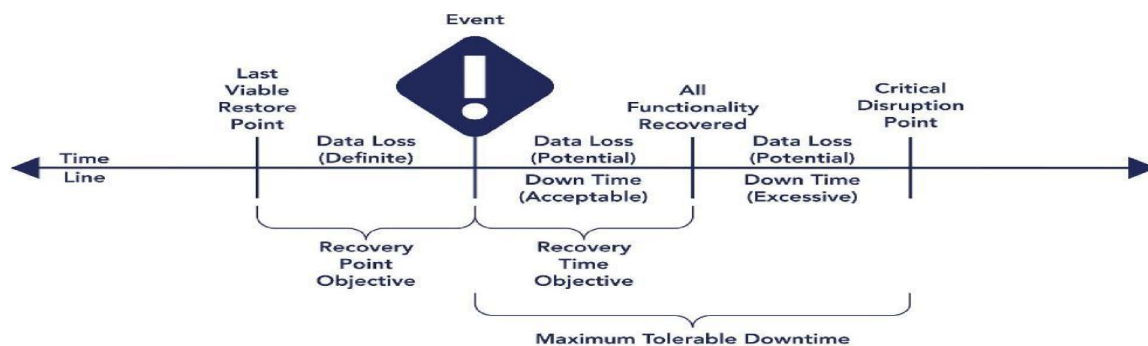 Event
Last
Viable
Restore
Point
All
Functionality
Recovered
Critical
Disruption
Point
Time
Line
Data Loss
(Definite)
Data Loss
(Potential)
Down Time
(Acceptable)
Data Loss
(Potential)
Down Time
(Excessive)
Recovery
Point
Objective
Recovery
Time
Objective
Maximum Tolerable Downtime